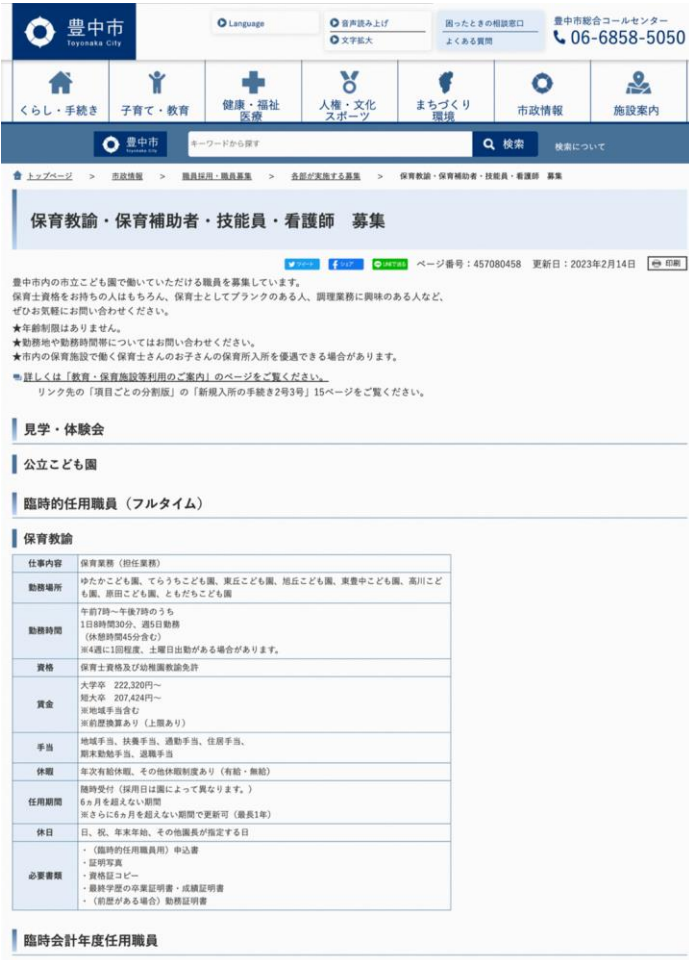 豊中市
Toyonaka City
Language
音声読み上げ
文字拡大
困ったときの相談窓口
よくある質問
豊中市総合コールセンター
06-6858-5050
くらし・手続き
子育て・教育
健康・福祉
医療
人権・文化
スポーツ
まちづくり
環境
市政情報
施設案内
豊中市
Toyonaka City
キーワードから探す
検索
検索について
トップページ > 市政情報 > 職員採用・職員募集 > 各部が実施する募集 > 保育教諭・保育補助者・技能員・看護師 募集
保育教諭・保育補助者・技能員・看護師 募集
ツイート
シェア
LINEで送る
ページ番号:457080458 更新日:2023年2月14日
印刷
豊中市内の市立こども園で働いていただける職員を募集しています。
保育士資格をお持ちの人はもちろん、保育士としてブランクのある人、調理業務に興味のある人など、
ぜひお気軽にお問い合わせください。
★年齢制限はありません。
★勤務地や勤務時間帯についてはお問い合わせください。
★市内の保育施設で働く保育士さんのお子さんの保育所入所を優遇できる場合があります。
詳しくは「教育・保育施設等利用のご案内」のページをご覧ください。
リンク先の「項目ごとの分割版」の「新規入所の手続き2号3号」15ページをご覧ください。
見学・体験会
公立こども園
臨時的任用職員(フルタイム)
保育教諭
仕事内容 保育業務(担任業務)
勤務場所 ゆたかこども園、てらうちこども園、東丘こども園、旭丘こども園、東豊中こども園、高川こど
も園、原田こども園、ともだちこども園
勤務時間 午前7時~午後7時のうち
1日8時間30分、週5日勤務
(休憩時間45分含む)
※4週に1回程度、土曜日出勤がある場合があります。
資格 保育士資格及び幼稚園教諭免許
賃金 大学卒 222,320円~
短大卒 207,424円~
※地域手当含む
※前歴換算あり(上限あり)
手当 地域手当、扶養手当、通勤手当、住居手当、
期末勤勉手当、退職手当
休暇 年次有給休暇、その他休暇制度あり(有給・無給)
任用期間 随時受付(採用日は園によって異なります。)
6ヵ月を超えない期間
※さらに6ヵ月を超えない期間で更新可(最長1年)
休日 日、祝、年末年始、その他園長が指定する日
必要書類 ・(臨時的任用職員用)申込書
・証明写真
・資格証コピー
・最終学歴の卒業証明書・成績証明書
・(前歴がある場合)勤務証明書
臨時会計年度任用職員